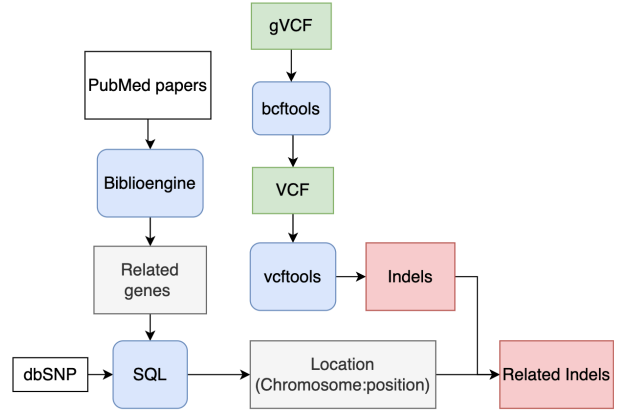 gVCF
PubMed papers
bcftools
Biblioengine
VCF
Related
genes
vcftools
Indels
dbSNP
SQL
Location
(Chromosome:position)
Related Indels